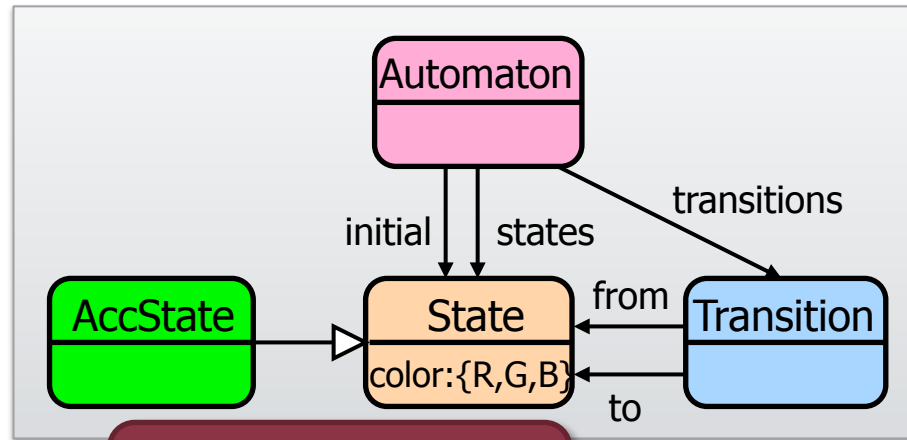 Automaton
transitions
initial
states
AccState
State
from
Transition
color:{R,G,B}
to